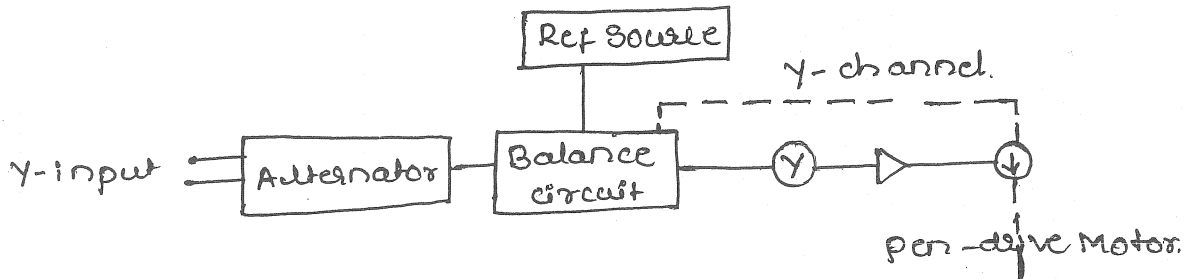 Ref Source
Y-channel.
Y-input
Alternator
Balance
circuit
Y
pen-drive Motor.